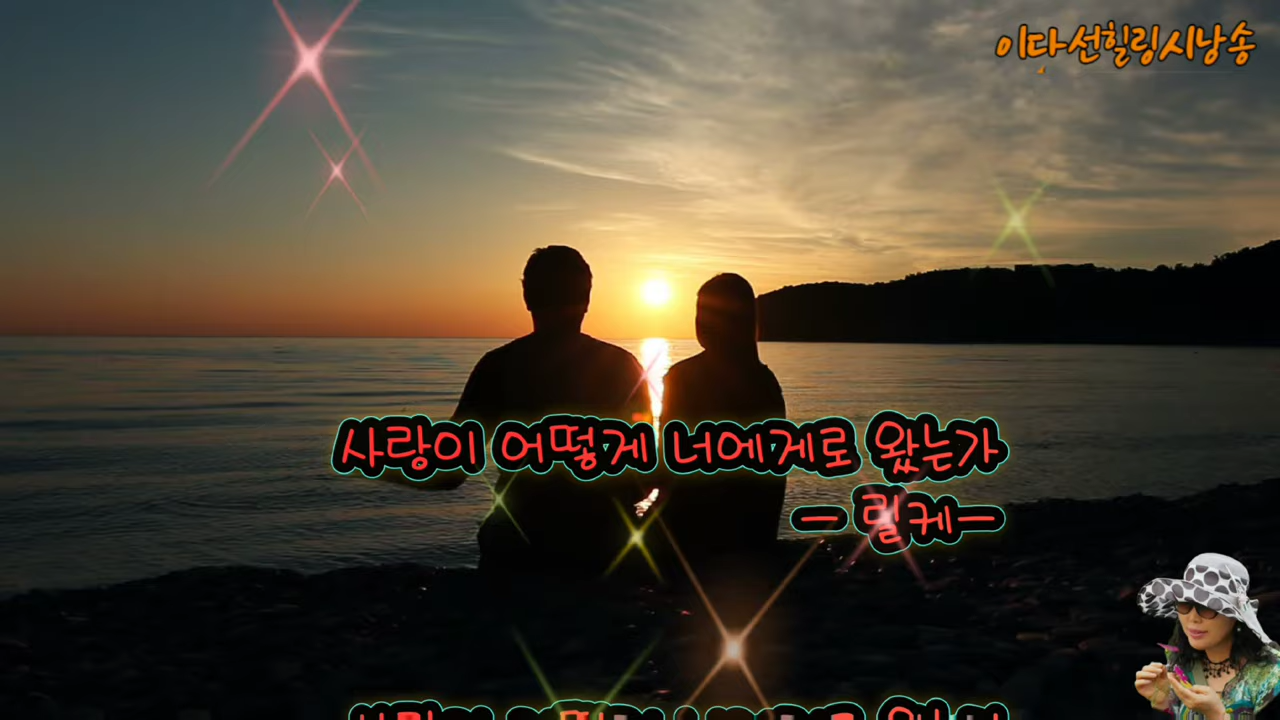 이다선힐링시낭송
사랑이 어떻게 너에게로 왔는가
— 릴케 —